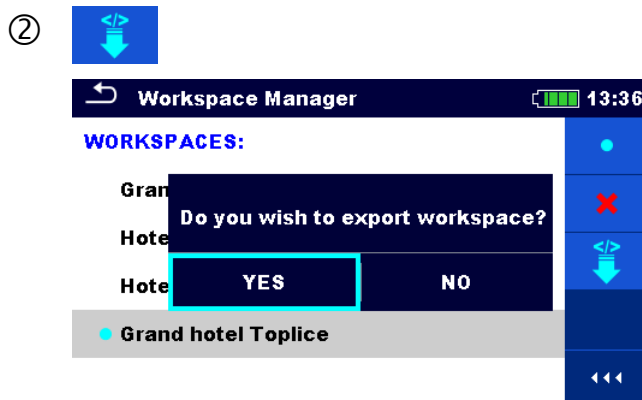 ②
</>
Workspace Manager 13:36
WORKSPACES:
Gran
Do you wish to export workspace?
Hote
</>
Hote YES NO
Grand hotel Toplice